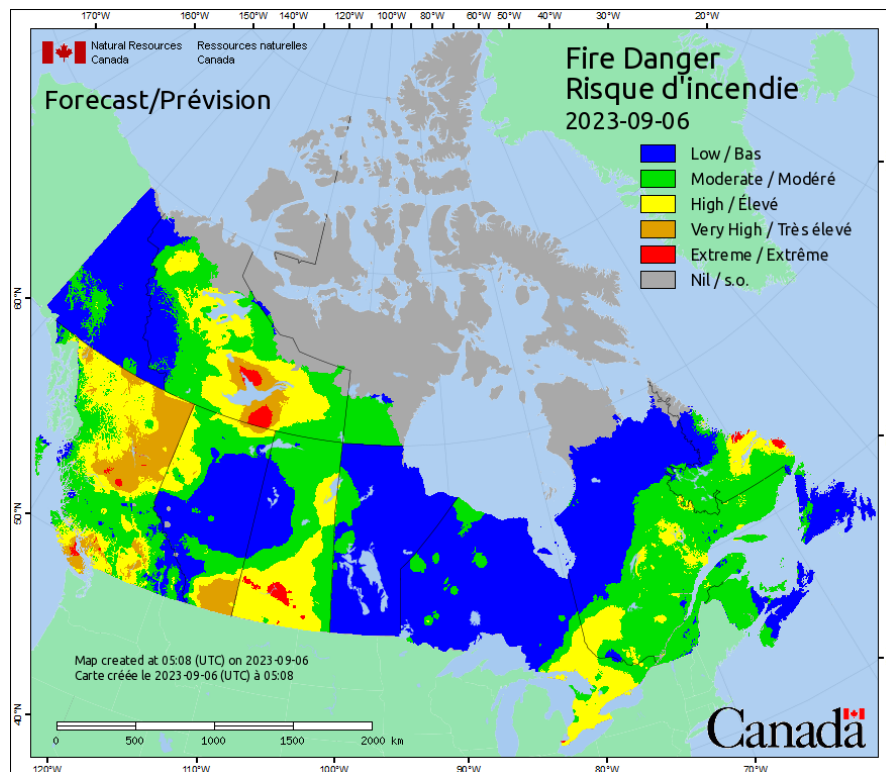 170°W 160°W 150°W 140°W 130°W 120°W 110°W 100°W 90°W 80°W 70°W 60°W 50°W 40°W 30°W 20°W
Natural Resources Ressources naturelles
Canada Canada
Forecast/Prévision
Fire Danger
Risque d'incendie
2023-09-06
Low / Bas
Moderate / Modéré
High / Élevé
Very High / Très élevé
Extreme / Extrême
Nil / s.o.
60°N
50°N
40°N
Map created at 05:08 (UTC) on 2023-09-06
Carte créée le 2023-09-06 (UTC) à 05:08
0 500 1000 1500 2000 km
Canada
120°W 110°W 100°W 90°W 80°W 70°W